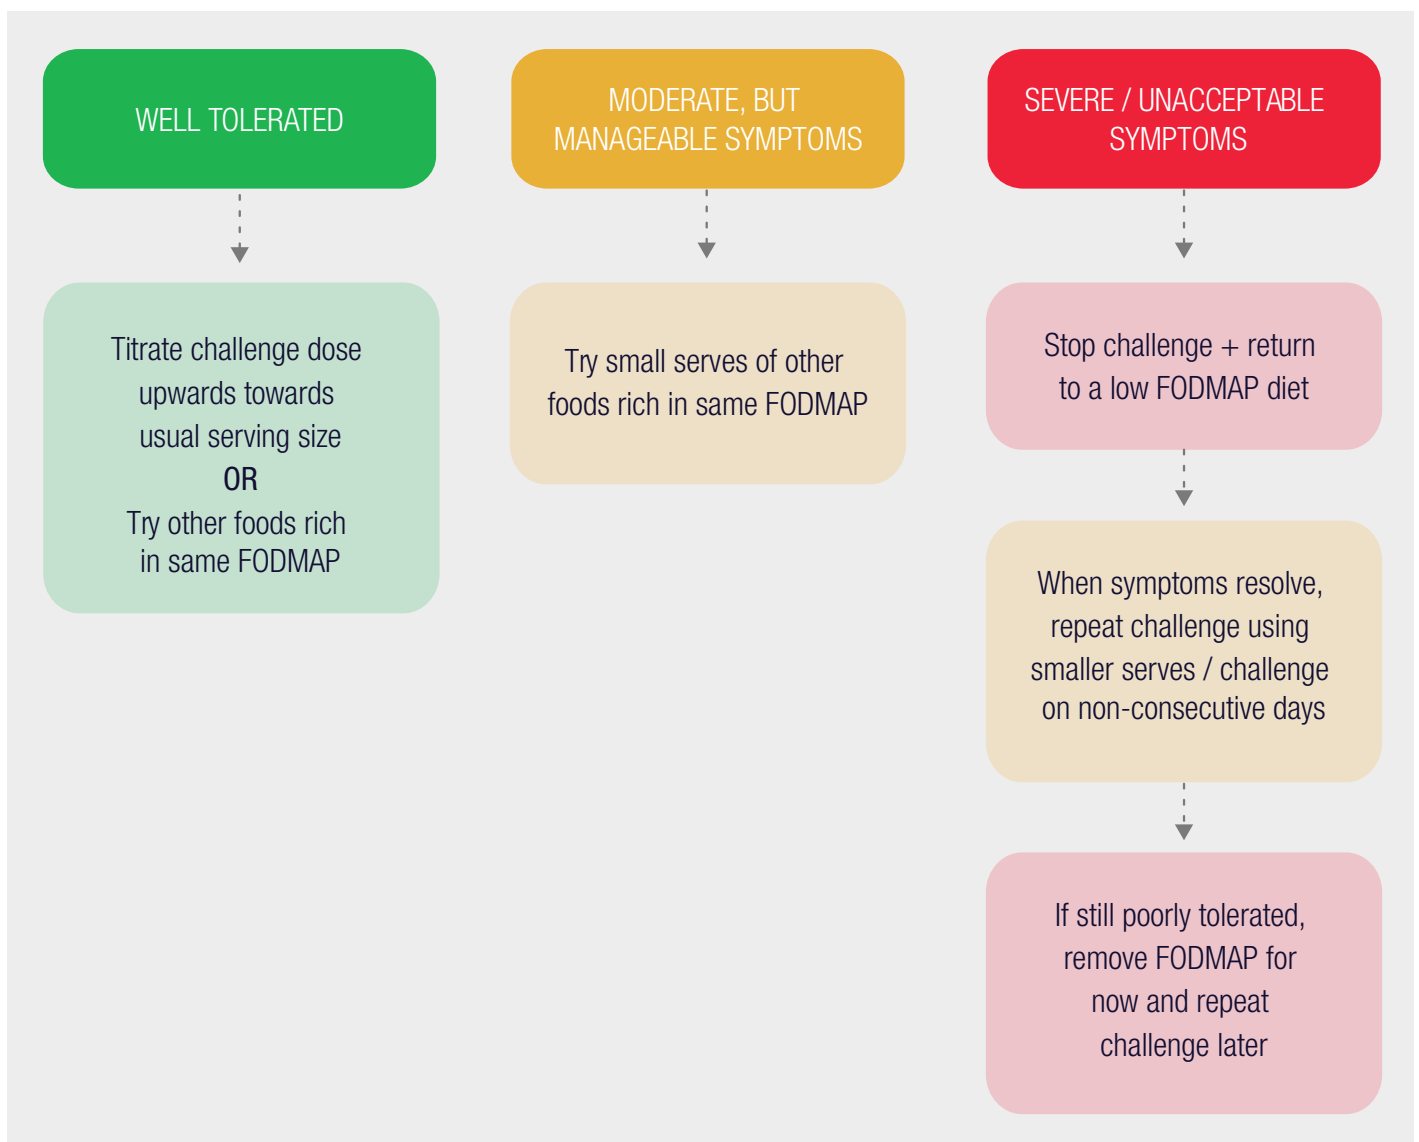 WELL TOLERATED
Titrate challenge dose
upwards towards
usual serving size
OR
Try other foods rich
in same FODMAP
MODERATE, BUT
MANAGEABLE SYMPTOMS
Try small serves of other
foods rich in same FODMAP
SEVERE / UNACCEPTABLE
SYMPTOMS
Stop challenge + return
to a low FODMAP diet
When symptoms resolve,
repeat challenge using
smaller serves / challenge
on non-consecutive days
If still poorly tolerated,
remove FODMAP for
now and repeat
challenge later